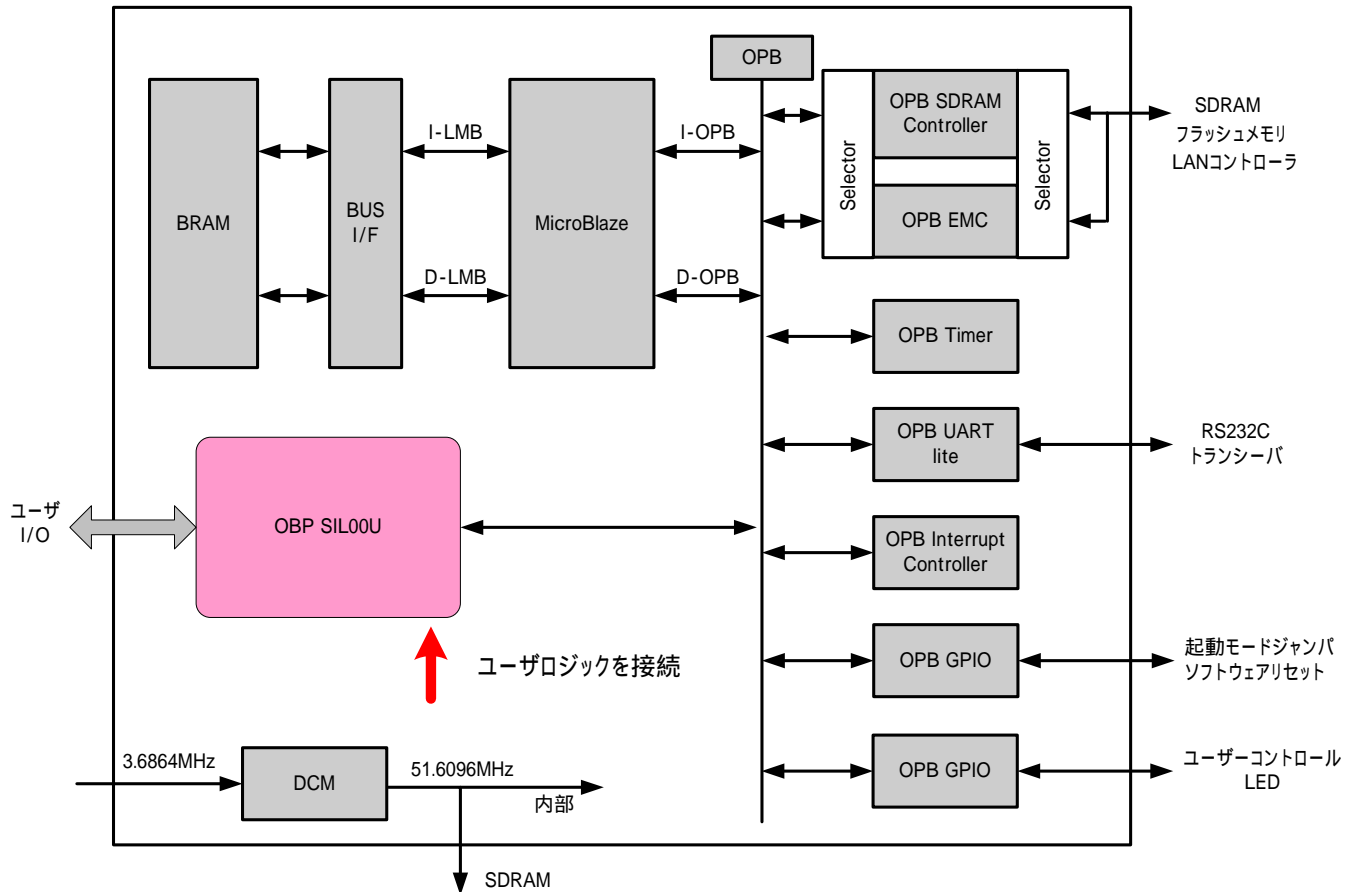 OPB
OPB SDRAM
Controller
SDRAM
フラッシュメモリ
LANコントローラ
I-LMB
I-OPB
Selector
Selector
BRAM
BUS
I/F
MicroBlaze
OPB EMC
D-LMB
D-OPB
OPB Timer
OPB UART
lite
RS232C
トランシーバ
ユーザ
I/O
OBP SIL00U
OPB Interrupt
Controller
ユーザロジックを接続
OPB GPIO
起動モードジャンパ
ソフトウェアリセット
3.6864MHz
DCM
51.6096MHz
内部
OPB GPIO
ユーザーコントロール
LED
SDRAM